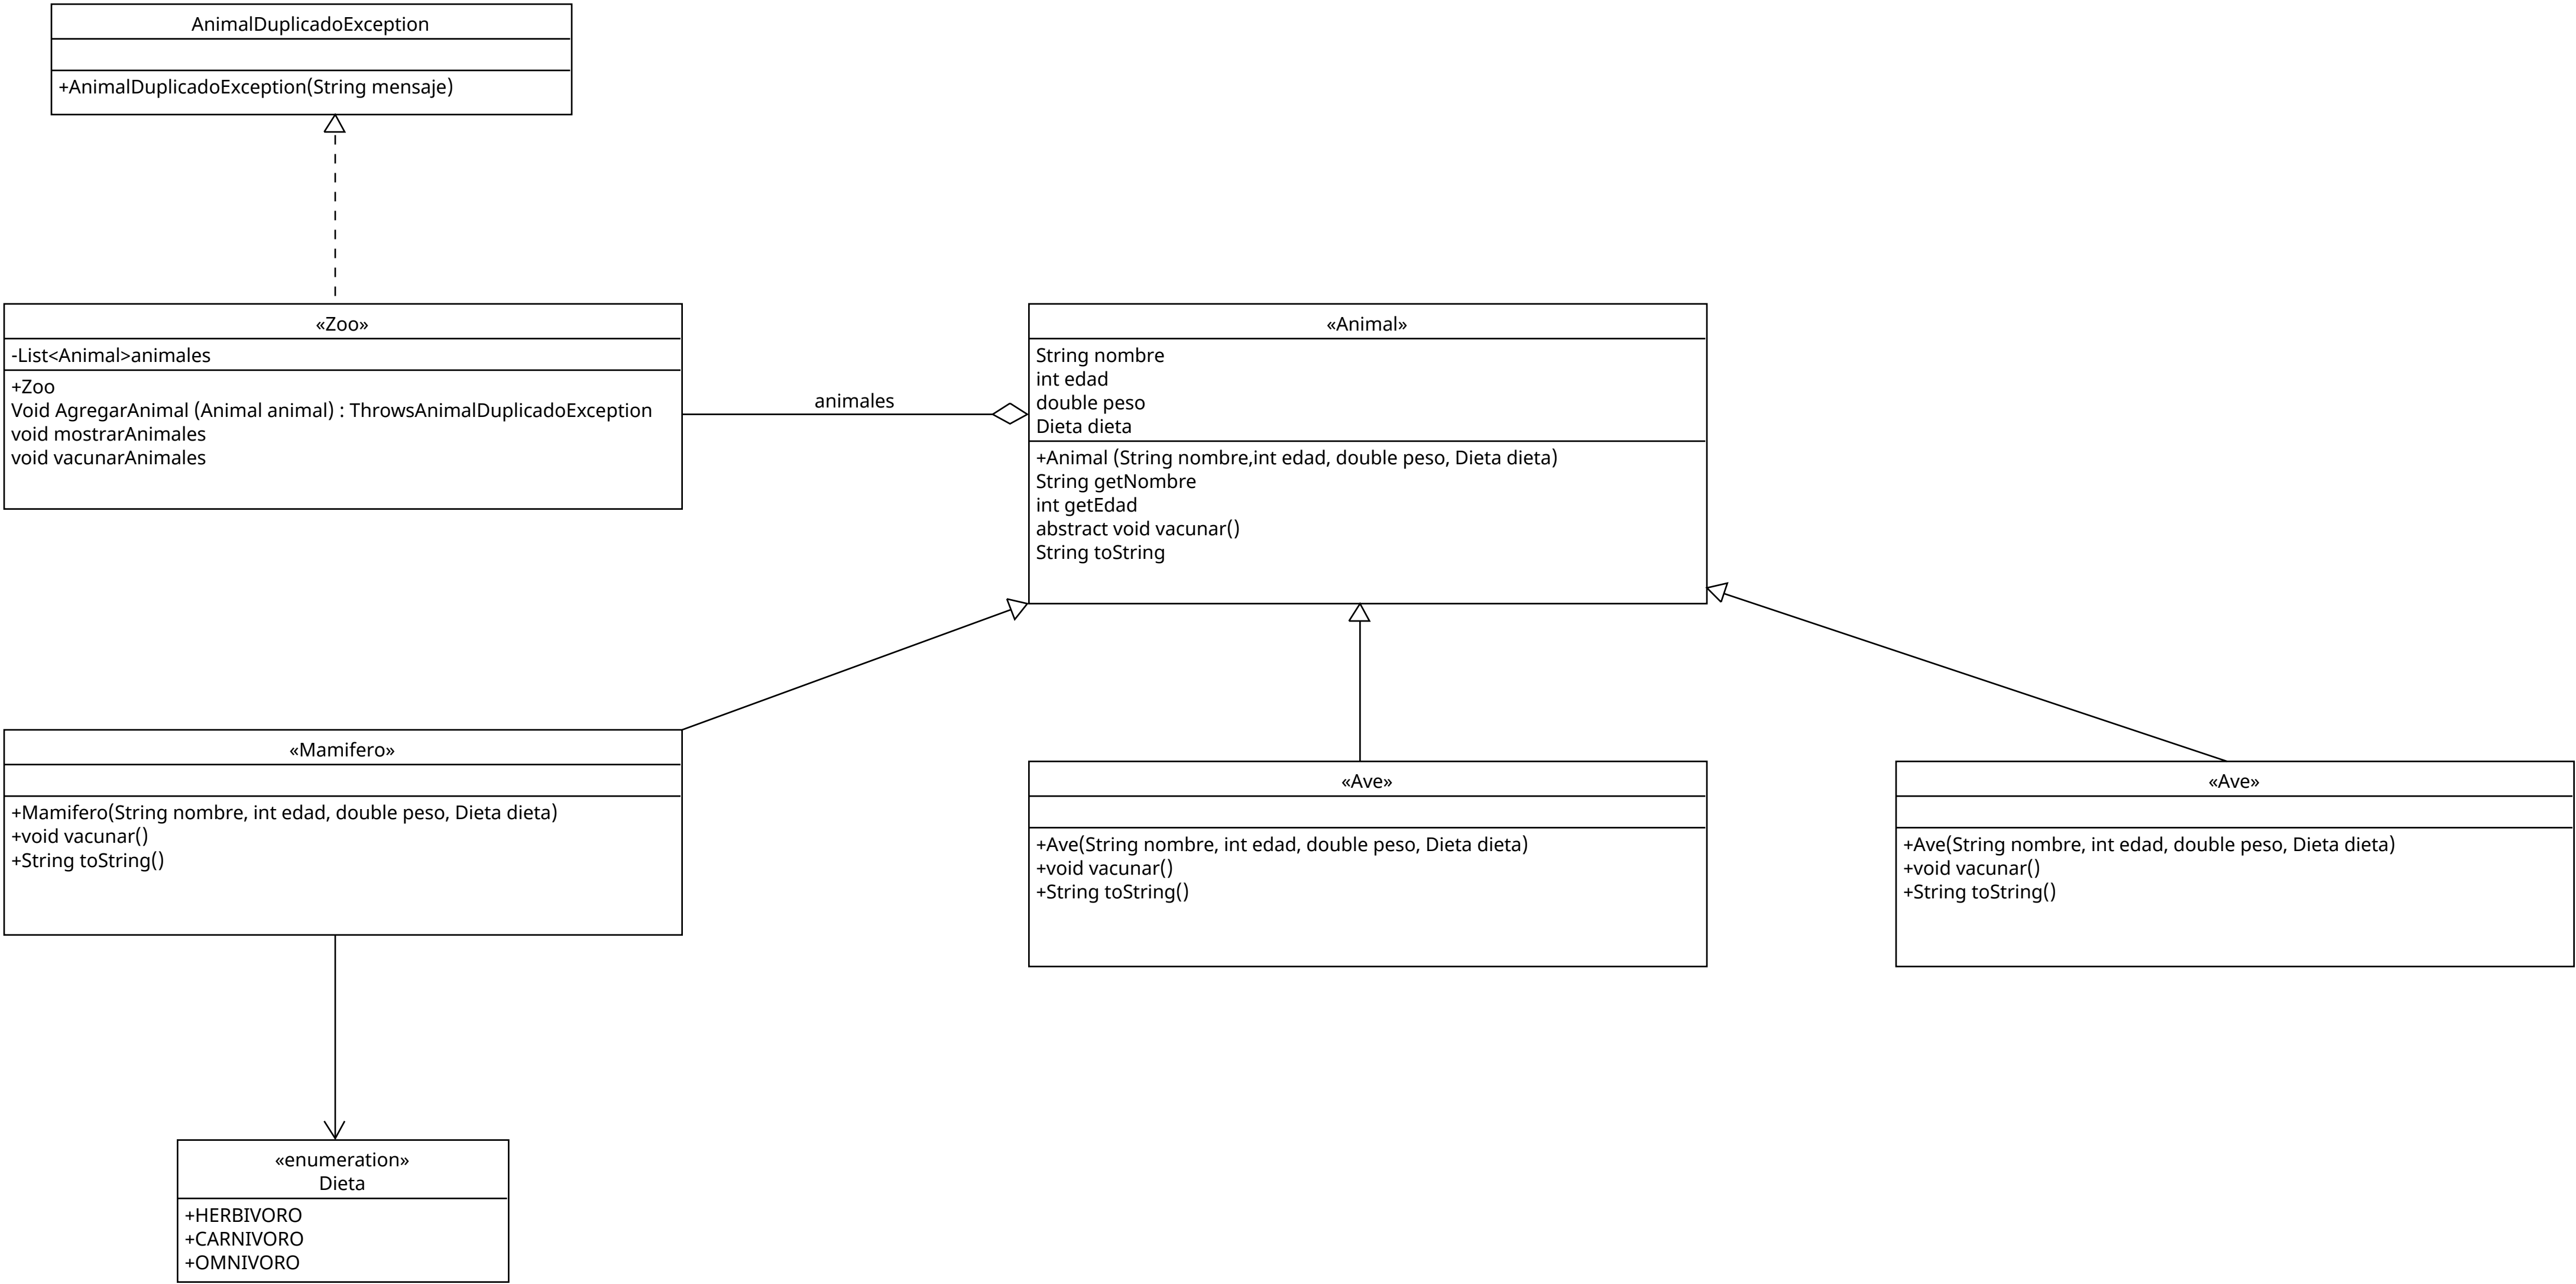 AnimalDuplicadoException
+AnimalDuplicadoException(String mensaje)
«Zoo»
-List<Animal>animales
+Zoo
Void AgregarAnimal (Animal animal) : ThrowsAnimalDuplicadoException
void mostrarAnimales
void vacunarAnimales
animales
«Animal»
String nombre
int edad
double peso
Dieta dieta
+Animal (String nombre,int edad, double peso, Dieta dieta)
String getNombre
int getEdad
abstract void vacunar()
String toString
«Mamifero»
+Mamifero(String nombre, int edad, double peso, Dieta dieta)
+void vacunar()
+String toString()
«Ave»
+Ave(String nombre, int edad, double peso, Dieta dieta)
+void vacunar()
+String toString()
«Ave»
+Ave(String nombre, int edad, double peso, Dieta dieta)
+void vacunar()
+String toString()
«enumeration»
Dieta
+HERBIVORO
+CARNIVORO
+OMNIVORO